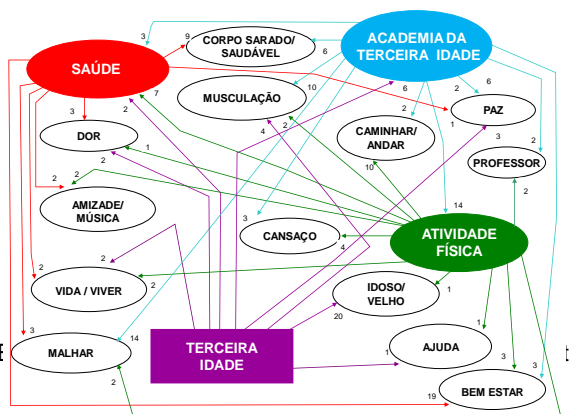 3
9
CORPO SARADO/
SAUDÁVEL
6
ACADEMIA DA
TERCEIRA IDADE
SAÚDE
7
2
10
MUSCULAÇÃO
2
4
6
2
CAMINHAR/
ANDAR
10
2
6
PAZ
1
3
2
PROFESSOR
2
3
DOR
1
2
2
2
AMIZADE/
MÚSICA
3
CANSAÇO
4
14
ATIVIDADE
FÍSICA
2
2
VIDA / VIVER
2
IDOSO/
VELHO
1
20
3
MALHAR
14
2
TERCEIRA
IDADE
1
1
AJUDA
3
3
19
BEM ESTAR